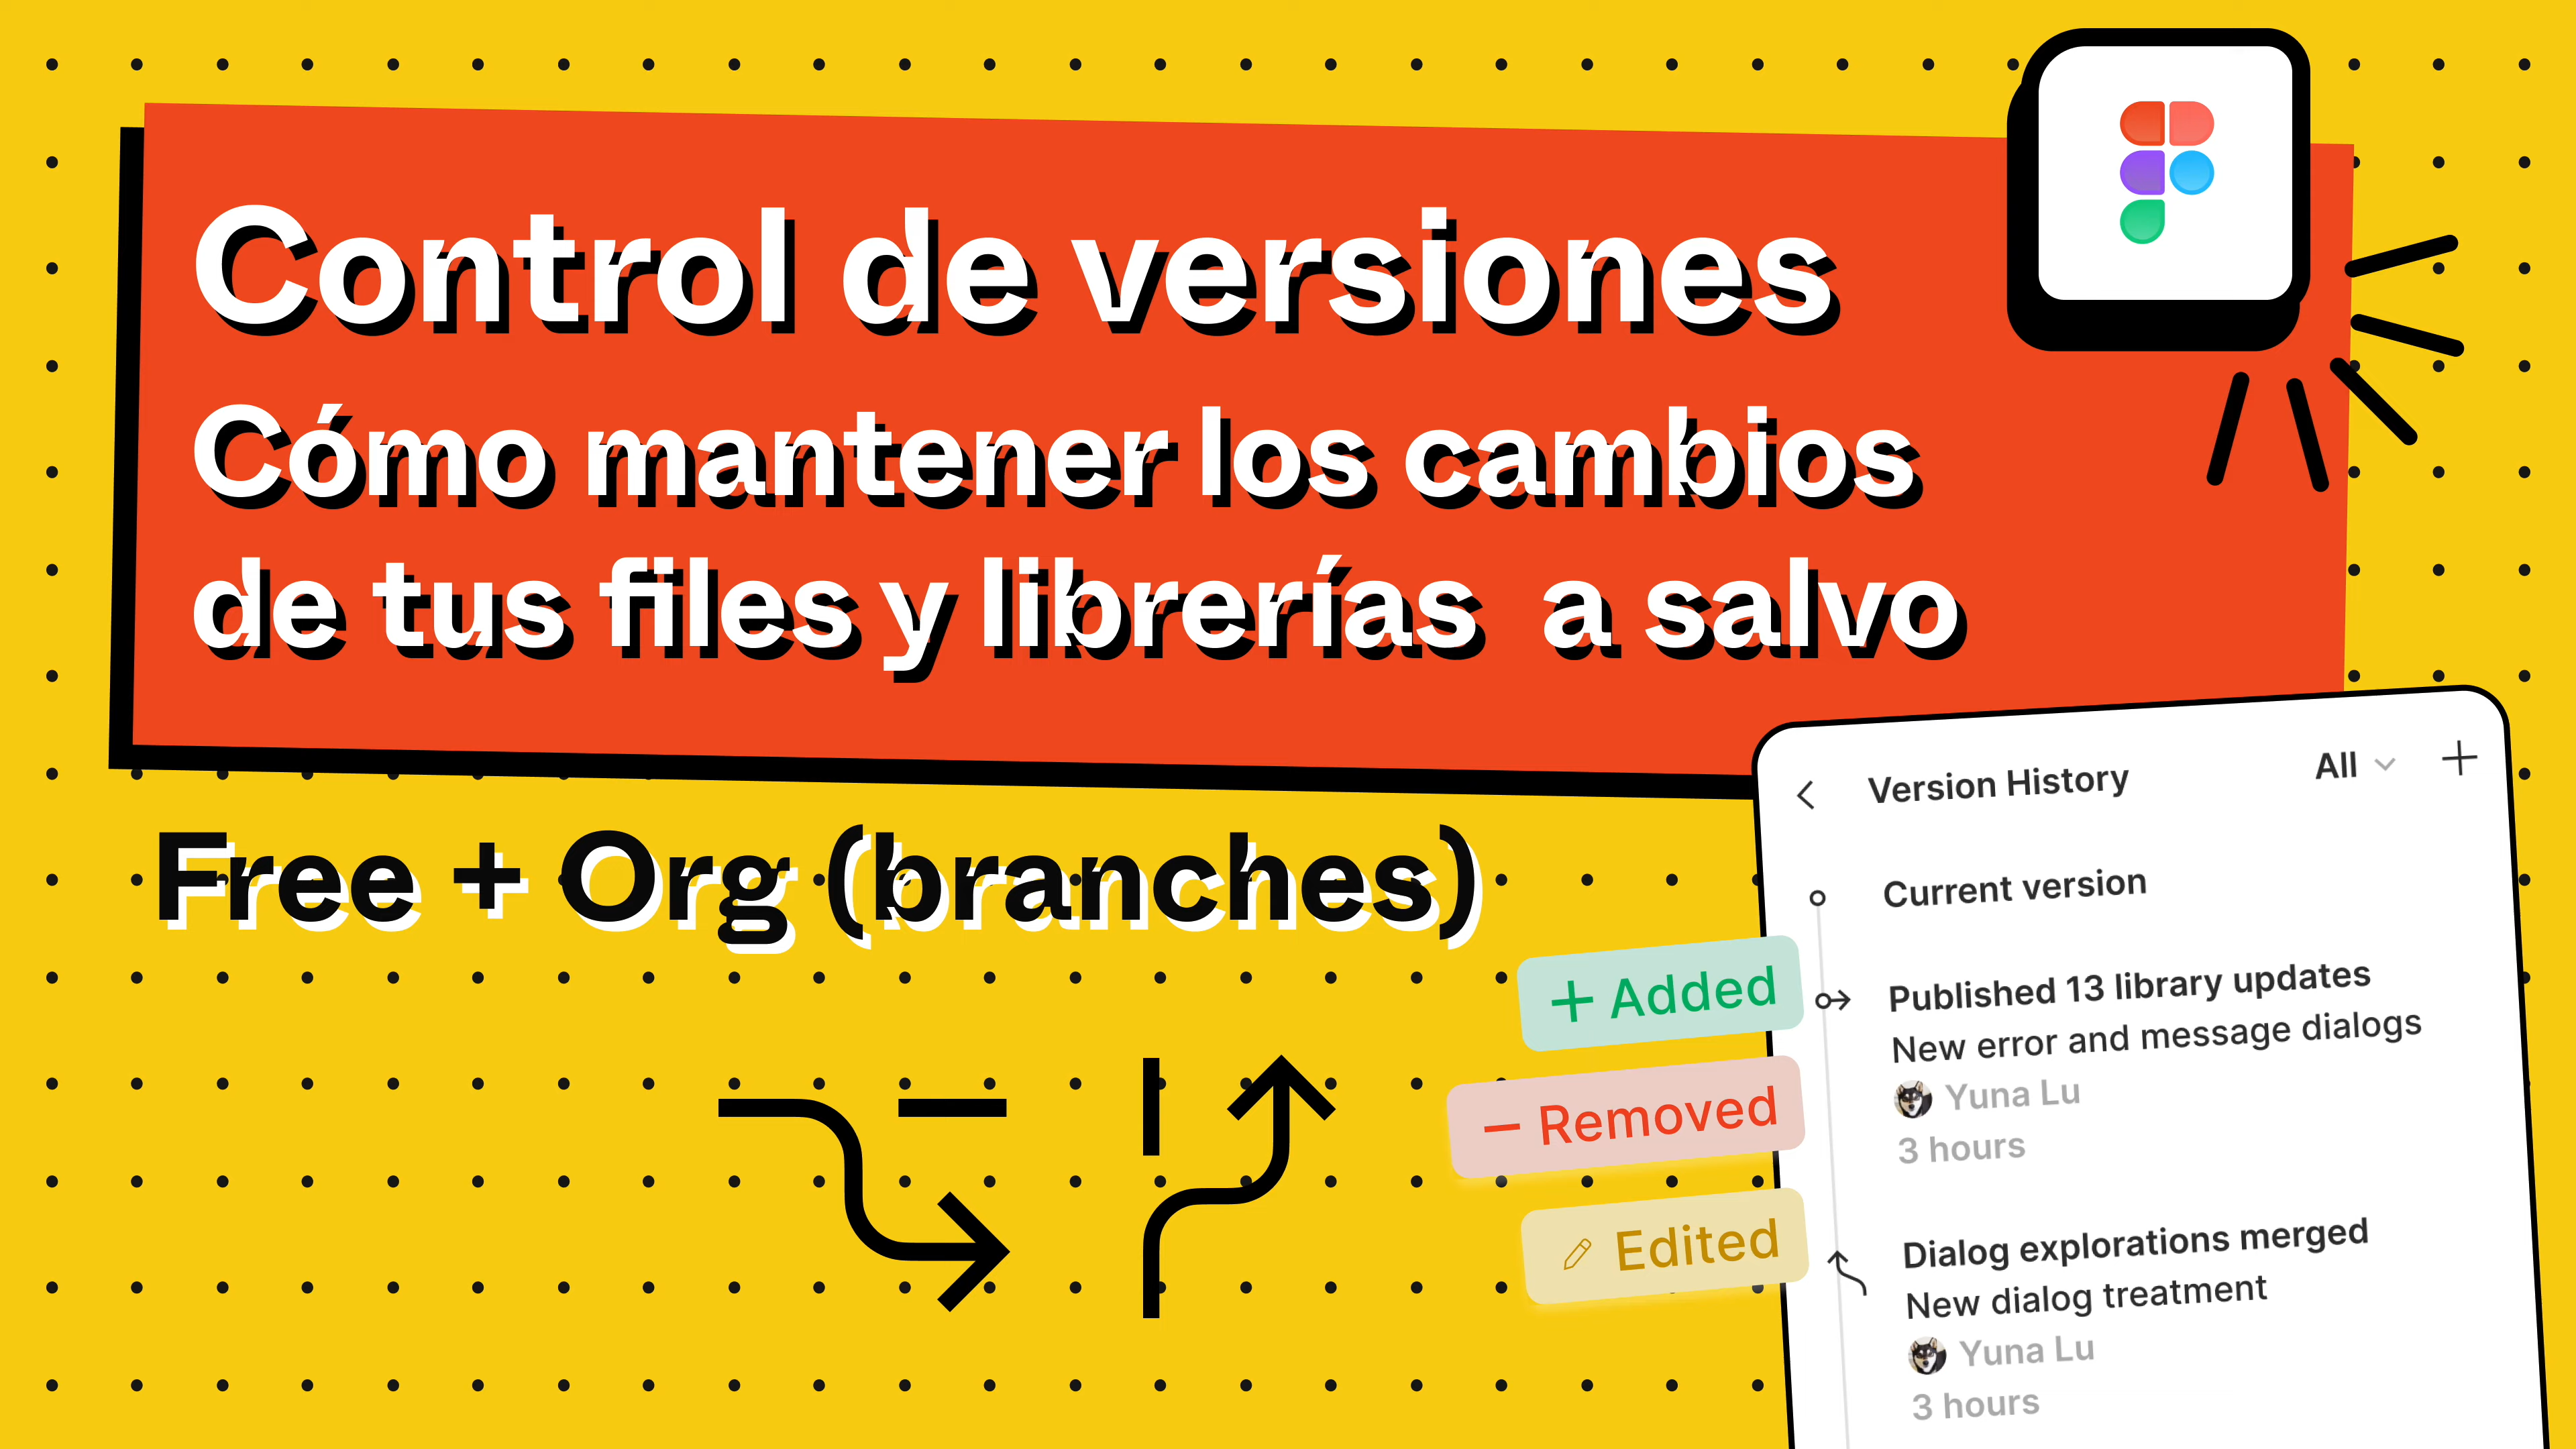 Control de versiones
Cómo mantener los cambios
de tus files y librerías a salvo
Free + Org (branches)
Version History
All
Current version
+ Added
Published 13 library updates
New error and message dialogs
Yuna Lu
3 hours
− Removed
Edited
Dialog explorations merged
New dialog treatment
Yuna Lu
3 hours